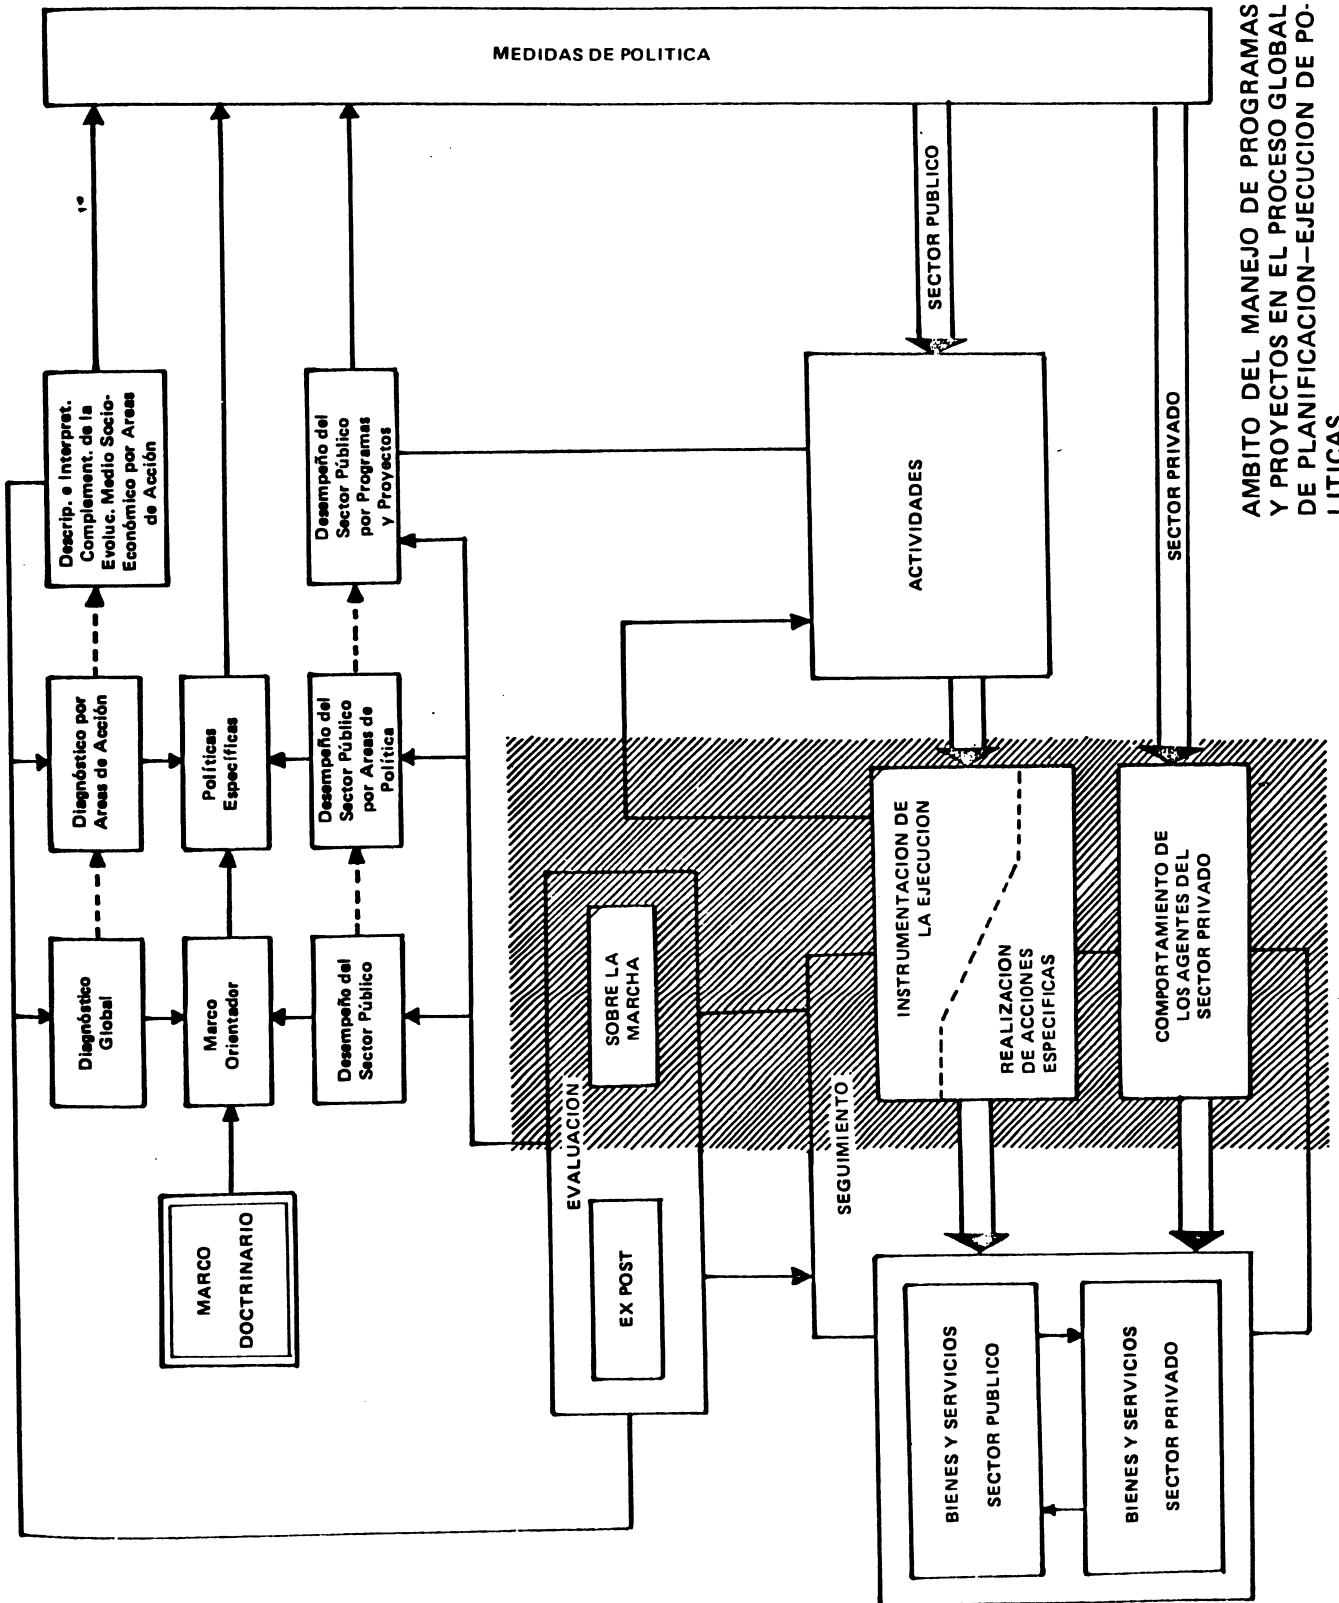 MEDIDAS DE POLITICA
Descrip. e Interpret.
Complement. de la
Evoluc. Medio Socio-
Económico por Areas
de Acción
Desempeño del
Sector Público
por Programas
y Proyectos
Diagnóstico por
Areas de Acción
Políticas
Específicas
Desempeño del
Sector Público
por Areas de
Política
Diagnóstico
Global
Marco
Orientador
Desempeño del
Sector Público
MARCO
DOCTRINARIO
SECTOR PUBLICO
SECTOR PRIVADO
ACTIVIDADES
EVALUACION
SOBRE LA
MARCHA
EX POST
SEGUIMIENTO
INSTRUMENTACION DE
LA EJECUCION
REALIZACION
DE ACCIONES
ESPECIFICAS
COMPORTAMIENTO DE
LOS AGENTES DEL
SECTOR PRIVADO
BIENES Y SERVICIOS
SECTOR PUBLICO
BIENES Y SERVICIOS
SECTOR PRIVADO
AMBITO DEL MANEJO DE PROGRAMAS
Y PROYECTOS EN EL PROCESO GLOBAL
DE PLANIFICACION–EJECUCION DE PO-
LITICAS